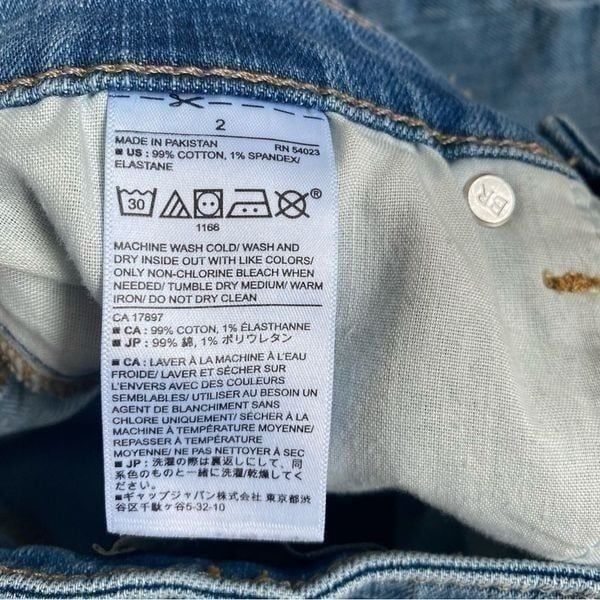 2
MADE IN PAKISTAN RN 54023
■ US : 99% COTTON, 1% SPANDEX/
ELASTANE
30 ®
1166
MACHINE WASH COLD/ WASH AND
DRY INSIDE OUT WITH LIKE COLORS/
ONLY NON-CHLORINE BLEACH WHEN
NEEDED/ TUMBLE DRY MEDIUM/ WARM
IRON/ DO NOT DRY CLEAN
CA 17897
■ CA : 99% COTON, 1% ÉLASTHANNE
■ JP : 99% 綿, 1% ポリウレタン
■ CA : LAVER À LA MACHINE À L'EAU
FROIDE/ LAVER ET SÉCHER SUR
L'ENVERS AVEC DES COULEURS
SEMBLABLES/ UTILISER AU BESOIN UN
AGENT DE BLANCHIMENT SANS
CHLORE UNIQUEMENT/ SÉCHER À LA
MACHINE À TEMPÉRATURE MOYENNE/
REPASSER À TEMPÉRATURE
MOYENNE/ NE PAS NETTOYER À SEC
■ JP : 洗濯の際は裏返しにして、同
系色のものと一緒に洗濯/乾燥してく
ださい。
■ギャップジャパン株式会社 東京都渋
谷区千駄ヶ谷5-32-10
BR